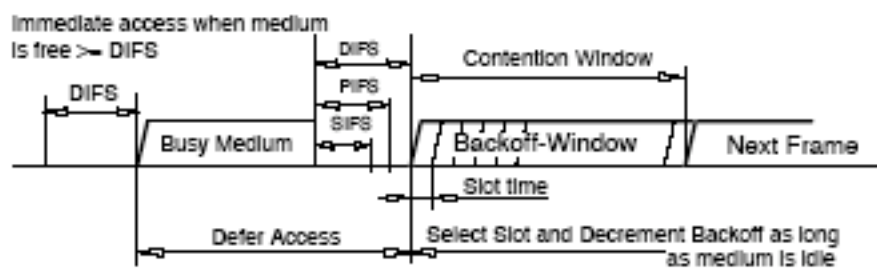 Immediate access when medium
is free >= DIFS
DIFS
DIFS
PIFS
SIFS
Contention Window
Busy Medium
Backoff-Window
Next Frame
Slot time
Defer Access
Select Slot and Decrement Backoff as long
as medium is idle